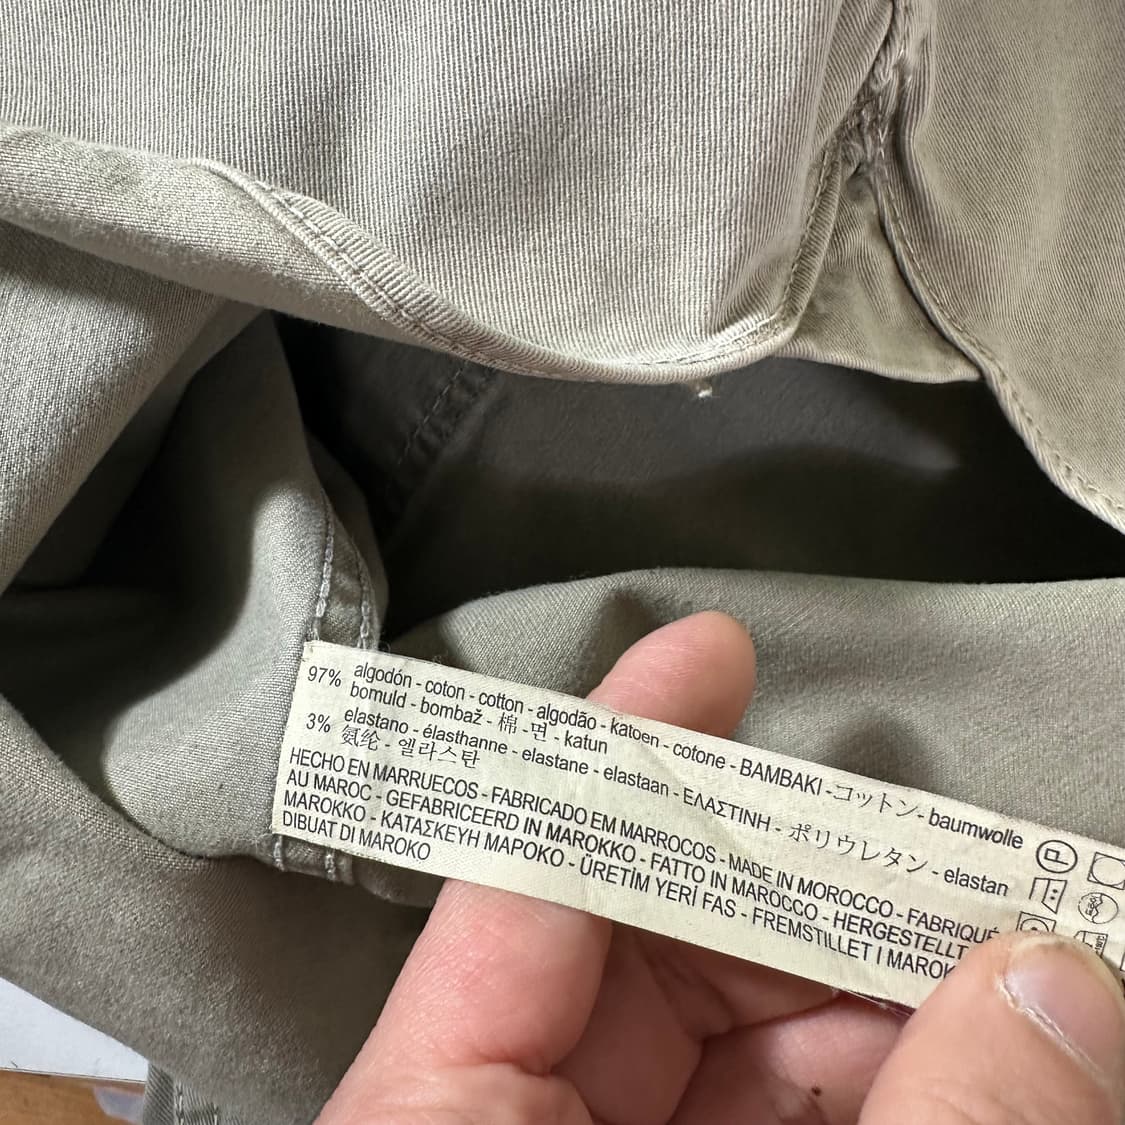 97% algodón - coton - cotton - algodão - katoen - cotone - BAMBAKI - コットン - baumwolle
bomuld - bombaž - 棉 - 면 - katun
3% elastano - élasthanne - elastane - elastaan - ΕΛΑΣΤΙΝΗ - ポリウレタン - elastan
氨纶 - 엘라스탄
HECHO EN MARRUECOS - FABRICADO EM MARROCOS - MADE IN MOROCCO - FABRIQUÉ
AU MAROC - GEFABRICEERD IN MAROKKO - FATTO IN MAROCCO - HERGESTELLT
MAROKKO - ΚΑΤΑΣΚΕΥΗ ΜΑΡΟΚΟ - ÜRETİM YERİ FAS - FREMSTILLET I MAROK
DIBUAT DI MAROKO
P